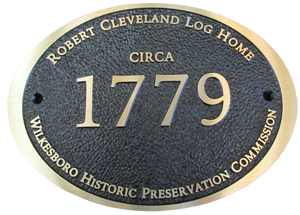 Robert Cleveland Log Home
CIRCA
1779
Wilkesboro Historic Preservation Commission